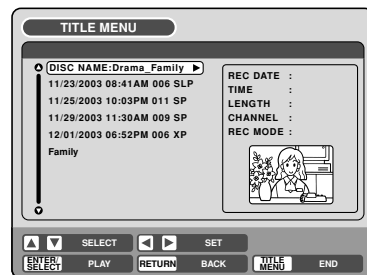 TITLE MENU
DISC NAME:Drama_Family ▶
11/23/2003 08:41AM 006 SLP
11/25/2003 10:03PM 011 SP
11/29/2003 11:30AM 009 SP
12/01/2003 06:52PM 006 XP
Family
REC DATE :
TIME :
LENGTH :
CHANNEL :
REC MODE :
▲ ▼ SELECT ◀ ▶ SET
ENTER/SELECT PLAY RETURN BACK TITLE MENU END